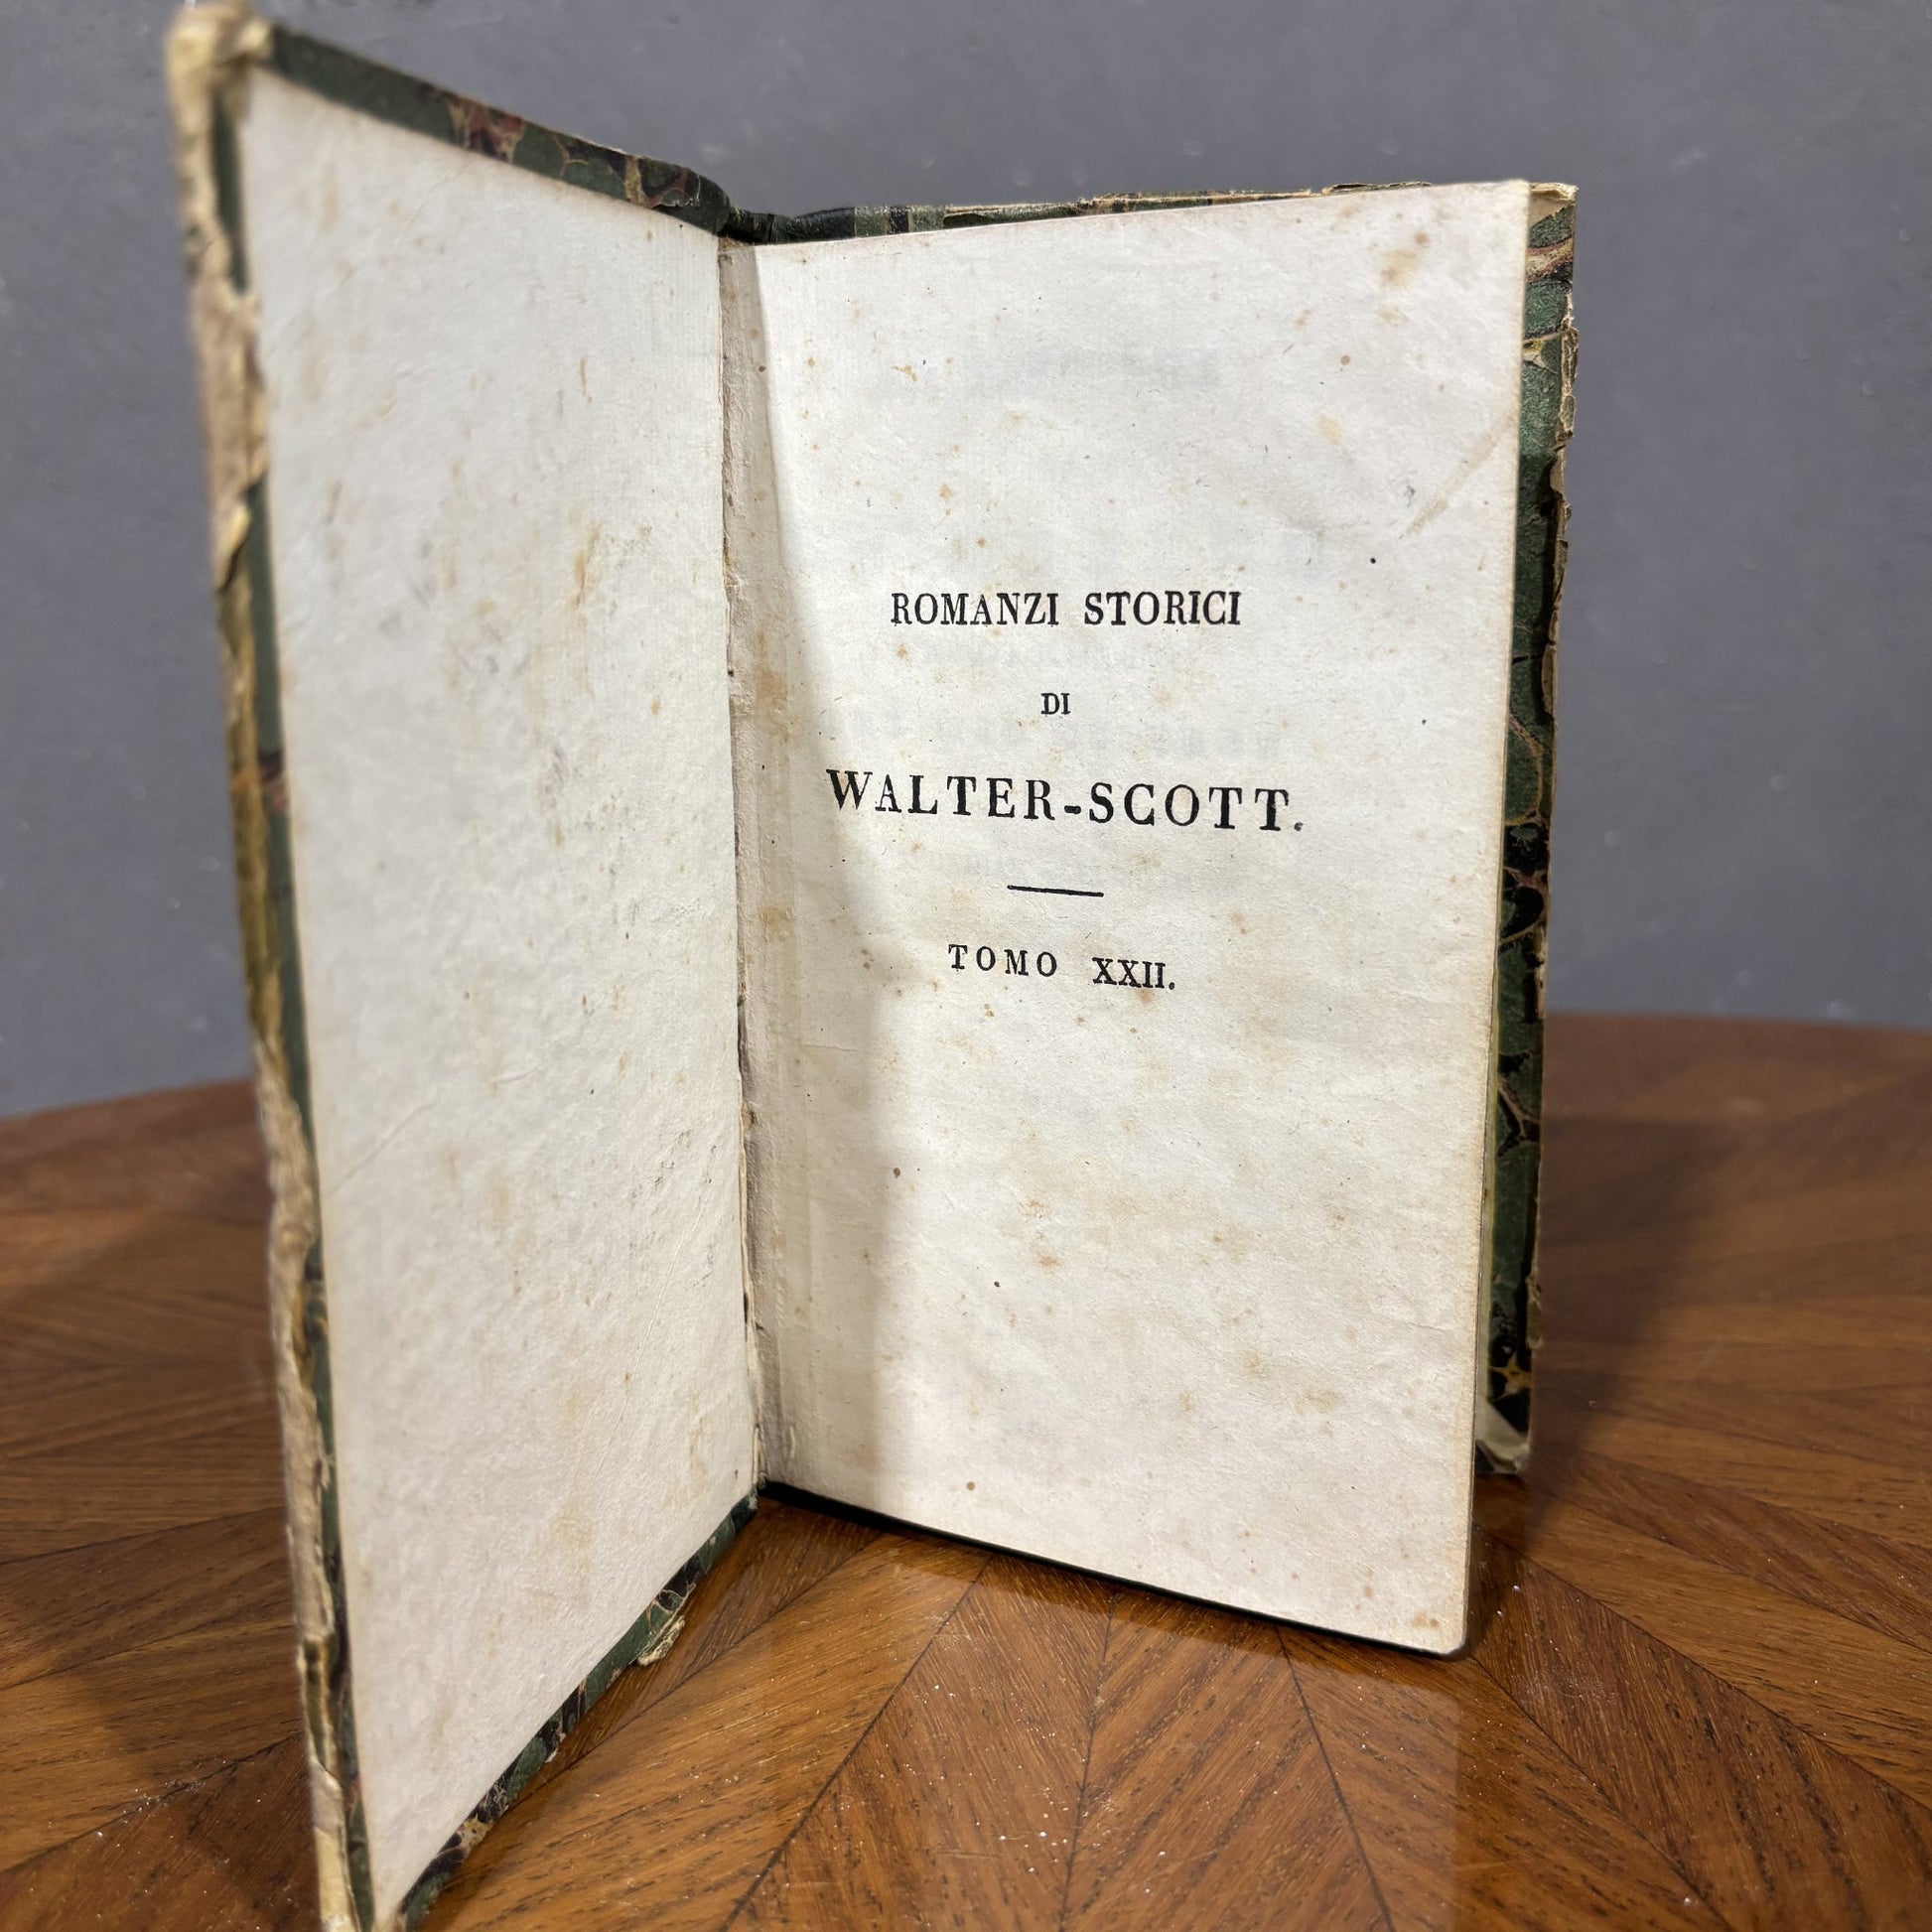 ROMANZI STORICI
DI
WALTER-SCOTT.
TOMO XXII.